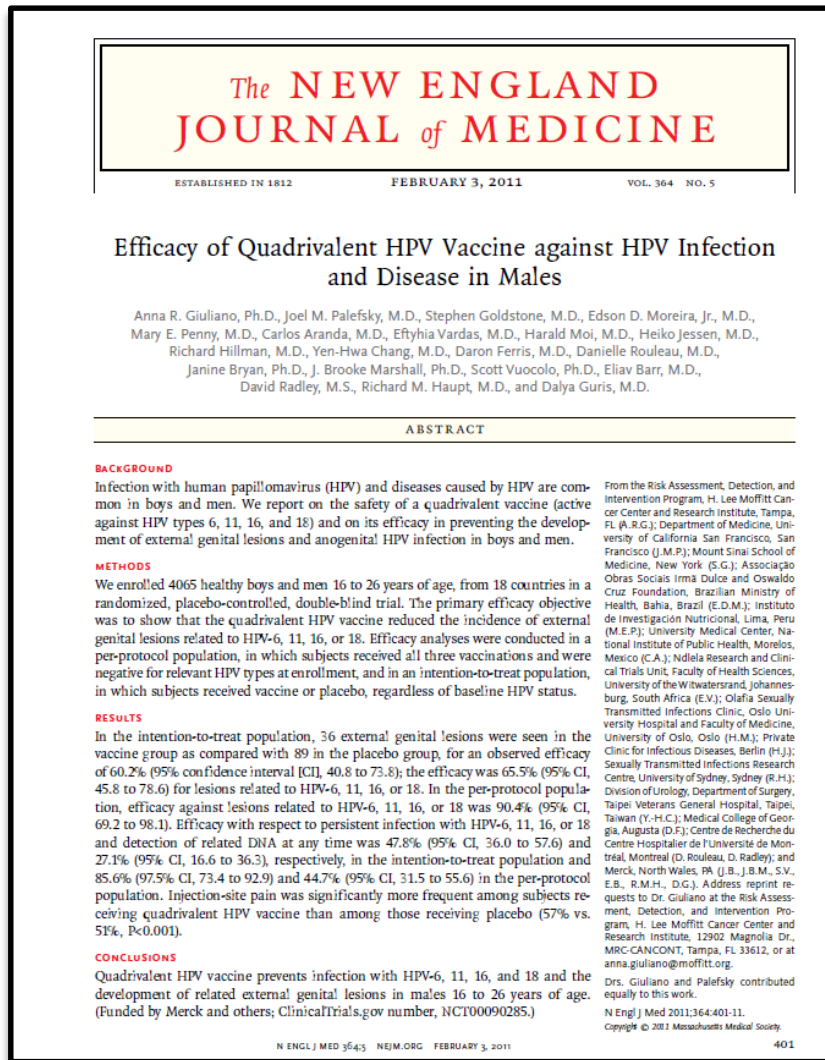 The NEW ENGLAND
JOURNAL of MEDICINE
ESTABLISHED IN 1812 FEBRUARY 3, 2011 VOL. 364 NO. 5
Efficacy of Quadrivalent HPV Vaccine against HPV Infection
and Disease in Males
Anna R. Giuliano, Ph.D., Joel M. Palefsky, M.D., Stephen Goldstone, M.D., Edson D. Moreira, Jr., M.D.,
Mary E. Penny, M.D., Carlos Aranda, M.D., Eftyhia Vardas, M.D., Harald Moi, M.D., Heiko Jessen, M.D.,
Richard Hillman, M.D., Yen-Hwa Chang, M.D., Daron Ferris, M.D., Danielle Rouleau, M.D.,
Janine Bryan, Ph.D., J. Brooke Marshall, Ph.D., Scott Vuocolo, Ph.D., Eliav Barr, M.D.,
David Radley, M.S., Richard M. Haupt, M.D., and Dalya Guris, M.D.
ABSTRACT
BACKGROUND
Infection with human papillomavirus (HPV) and diseases caused by HPV are com-
mon in boys and men. We report on the safety of a quadrivalent vaccine (active
against HPV types 6, 11, 16, and 18) and on its efficacy in preventing the develop-
ment of external genital lesions and anogenital HPV infection in boys and men.
METHODS
We enrolled 4065 healthy boys and men 16 to 26 years of age, from 18 countries in a
randomized, placebo-controlled, double-blind trial. The primary efficacy objective
was to show that the quadrivalent HPV vaccine reduced the incidence of external
genital lesions related to HPV-6, 11, 16, or 18. Efficacy analyses were conducted in a
per-protocol population, in which subjects received all three vaccinations and were
negative for relevant HPV types at enrollment, and in an intention-to-treat population,
in which subjects received vaccine or placebo, regardless of baseline HPV status.
RESULTS
In the intention-to-treat population, 36 external genital lesions were seen in the
vaccine group as compared with 89 in the placebo group, for an observed efficacy
of 60.2% (95% confidence interval [CI], 40.8 to 73.8); the efficacy was 65.5% (95% CI,
45.8 to 78.6) for lesions related to HPV-6, 11, 16, or 18. In the per-protocol popula-
tion, efficacy against lesions related to HPV-6, 11, 16, or 18 was 90.4% (95% CI,
69.2 to 98.1). Efficacy with respect to persistent infection with HPV-6, 11, 16, or 18
and detection of related DNA at any time was 47.8% (95% CI, 36.0 to 57.6) and
27.1% (95% CI, 16.6 to 36.3), respectively, in the intention-to-treat population and
85.6% (97.5% CI, 73.4 to 92.9) and 44.7% (95% CI, 31.5 to 55.6) in the per-protocol
population. Injection-site pain was significantly more frequent among subjects re-
ceiving quadrivalent HPV vaccine than among those receiving placebo (57% vs.
51%, P<0.001).
CONCLUSIONS
Quadrivalent HPV vaccine prevents infection with HPV-6, 11, 16, and 18 and the
development of related external genital lesions in males 16 to 26 years of age.
(Funded by Merck and others; ClinicalTrials.gov number, NCT00090285.)
From the Risk Assessment, Detection, and
Intervention Program, H. Lee Moffitt Can-
cer Center and Research Institute, Tampa,
FL (A.R.G.); Department of Medicine, Uni-
versity of California San Francisco, San
Francisco (J.M.P.); Mount Sinai School of
Medicine, New York (S.G.); Associação
Obras Sociais Irmã Dulce and Oswaldo
Cruz Foundation, Brazilian Ministry of
Health, Bahia, Brazil (E.D.M.); Instituto
de Investigación Nutricional, Lima, Peru
(M.E.P.); University Medical Center, Na-
tional Institute of Public Health, Morelos,
Mexico (C.A.); Ndlela Research and Clini-
cal Trials Unit, Faculty of Health Sciences,
University of the Witwatersrand, Johannes-
burg, South Africa (E.V.); Olafia Sexually
Transmitted Infections Clinic, Oslo Uni-
versity Hospital and Faculty of Medicine,
University of Oslo, Oslo (H.M.); Private
Clinic for Infectious Diseases, Berlin (H.J.);
Sexually Transmitted Infections Research
Centre, University of Sydney, Sydney (R.H.);
Division of Urology, Department of Surgery,
Taipei Veterans General Hospital, Taipei,
Taiwan (Y.-H.C.); Medical College of Geor-
gia, Augusta (D.F.); Centre de Recherche du
Centre Hospitalier de l'Université de Mon-
tréal, Montreal (D. Rouleau, D. Radley); and
Merck, North Wales, PA (J.B., J.B.M., S.V.,
E.B., R.M.H., D.G.). Address reprint re-
quests to Dr. Giuliano at the Risk Assess-
ment, Detection, and Intervention Pro-
gram, H. Lee Moffitt Cancer Center and
Research Institute, 12902 Magnolia Dr.,
MRC-CANCONT, Tampa, FL 33612, or at
anna.giuliano@moffitt.org.
Drs. Giuliano and Palefsky contributed
equally to this work.
N Engl J Med 2011;364:401-11.
Copyright © 2011 Massachusetts Medical Society.
N ENGL J MED 364;5 NEJM.ORG FEBRUARY 3, 2011 401